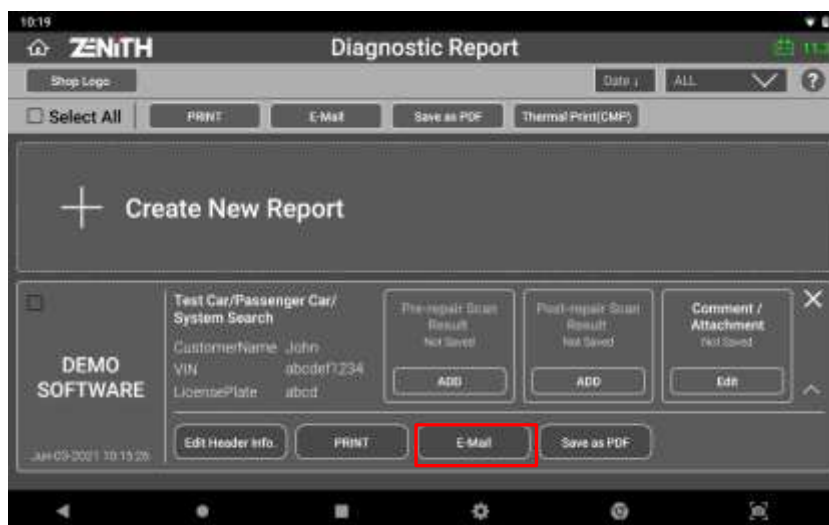 10:19
ZENITH
Diagnostic Report
Shop Logo
Date ↓
ALL
?
Select All
PRINT
E-Mail
Save as PDF
Thermal Print(CMP)
Create New Report
DEMO
SOFTWARE
Jun-03-2021 10:15:26
Test Car/Passenger Car/
System Search
CustomerName John
VIN abcdef1234
LicensePlate abcd
Pre-repair Scan
Result
Not Saved
ADD
Post-repair Scan
Result
Not Saved
ADD
Comment /
Attachment
Not Saved
Edit
Edit Header Info.
PRINT
E-Mail
Save as PDF